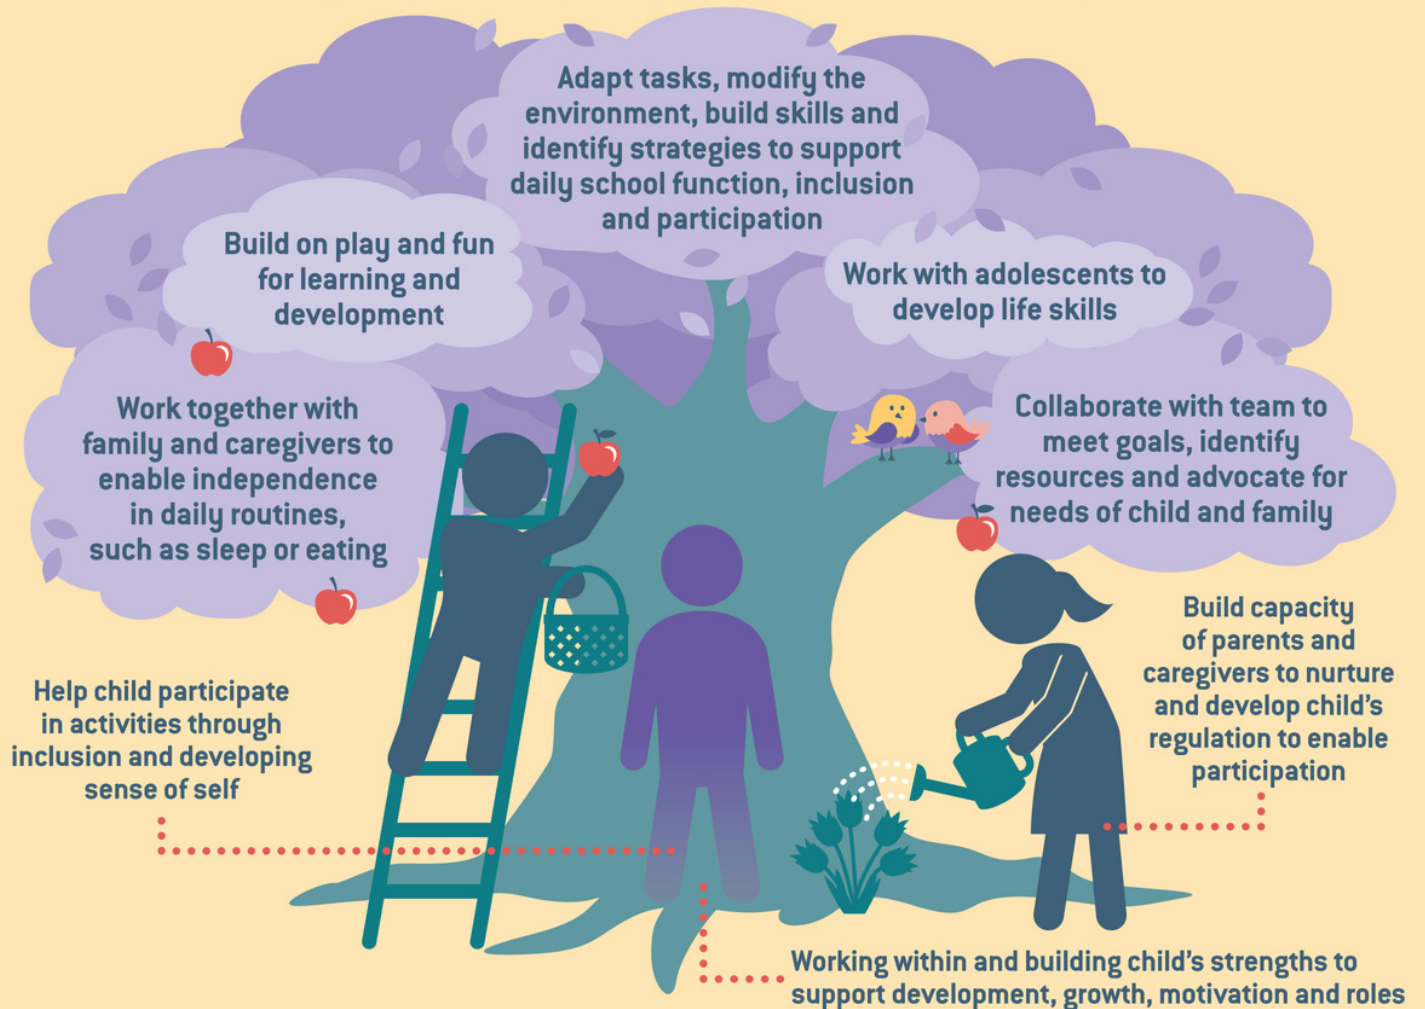 Adapt tasks, modify the
environment, build skills and
identify strategies to support
daily school function, inclusion
and participation
Build on play and fun
for learning and
development
Work with adolescents to
develop life skills
Work together with
family and caregivers to
enable independence
in daily routines,
such as sleep or eating
Collaborate with team to
meet goals, identify
resources and advocate for
needs of child and family
Help child participate
in activities through
inclusion and developing
sense of self
Build capacity
of parents and
caregivers to nurture
and develop child's
regulation to enable
participation
Working within and building child's strengths to
support development, growth, motivation and roles